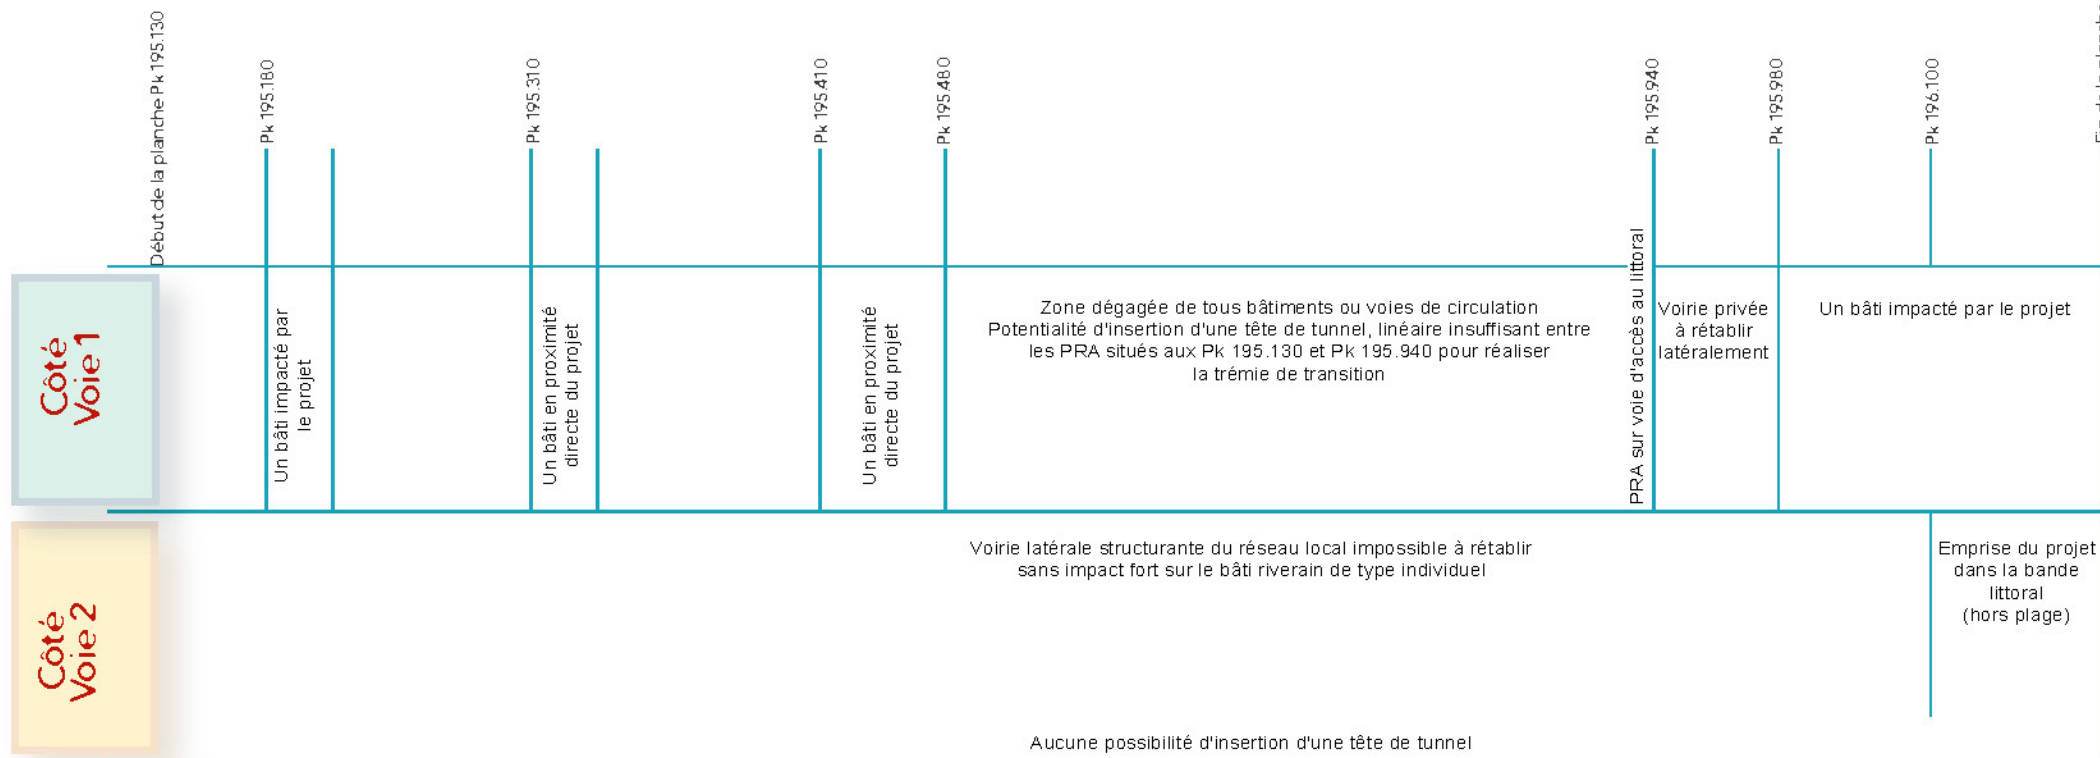 Début de la planche Pk 195.130
Pk 195.180
Pk 195.310
Pk 195.410
Pk 195.480
Pk 195.940
Pk 195.980
Pk 196.100
Côté
Voie 1
Un bâti impacté par
le projet
Un bâti en proximité
directe du projet
Un bâti en proximité
directe du projet
Zone dégagée de tous bâtiments ou voies de circulation
Potentialité d'insertion d'une tête de tunnel, linéaire insuffisant entre
les PRA situés aux Pk 195.130 et Pk 195.940 pour réaliser
la trémie de transition
PRA sur voie d'accès au littoral
Voirie privée
à rétablir
latéralement
Un bâti impacté par le projet
Côté
Voie 2
Voirie latérale structurante du réseau local impossible à rétablir
sans impact fort sur le bâti riverain de type individuel
Emprise du projet
dans la bande
littoral
(hors plage)
Aucune possibilité d'insertion d'une tête de tunnel